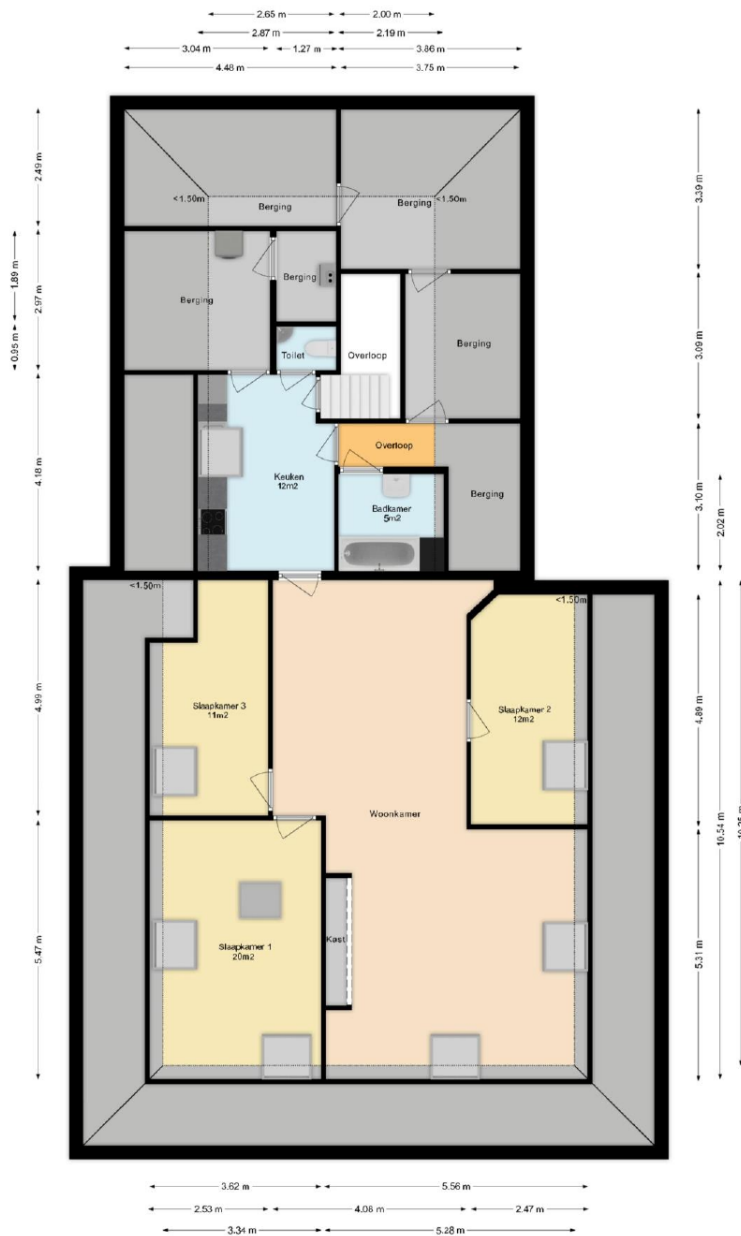 2.65 m
2.00 m
2.87 m
2.19 m
3.04 m
1.27 m
3.86 m
4.48 m
3.75 m
2.49 m
3.39 m
<1.50m
Berging
Berging
<1.50m
1.89 m
2.97 m
Berging
Berging
3.09 m
0.95 m
Toilet
Overloop
Berging
4.18 m
Overloop
Keuken
12m2
Badkamer
5m2
Berging
3.10 m
2.02 m
<1.50m
<1.50m
4.99 m
Slaapkamer 3
11m2
Slaapkamer 2
12m2
4.89 m
Woonkamer
10.54 m
5.47 m
Slaapkamer 1
20m2
Kast
5.31 m
3.62 m
5.56 m
2.53 m
4.08 m
2.47 m
3.34 m
5.28 m